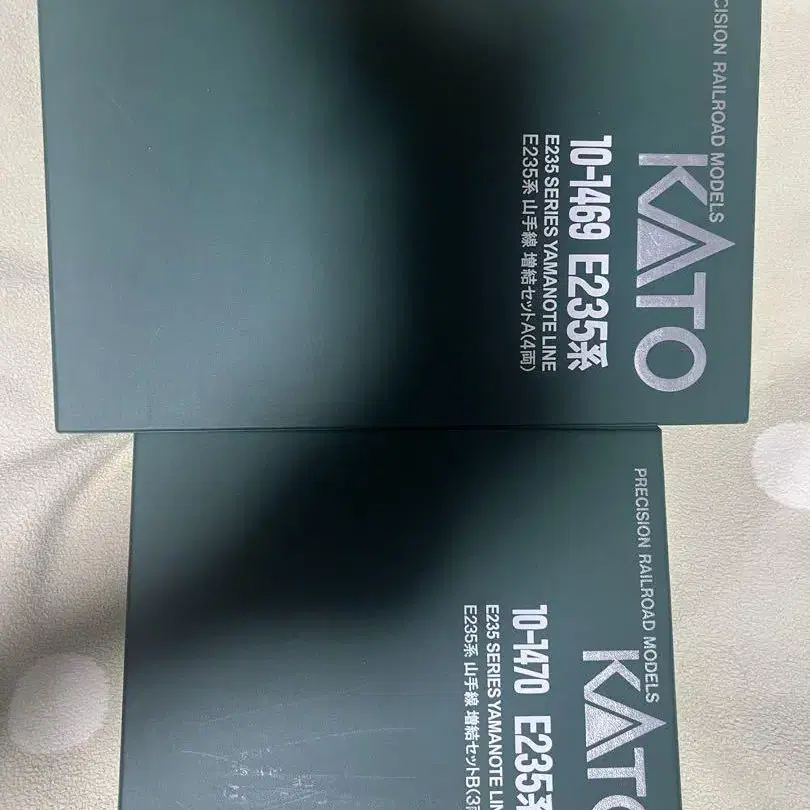 PRECISION RAILROAD MODELS
KATO
10-1469 E235系
E235 SERIES YAMANOTE LINE
E235系 山手線 増結セットA(4両)
PRECISION RAILROAD MODELS
KATO
10-1470 E235系
E235 SERIES YAMANOTE LIN
E235系 山手線 増結セットB(3両